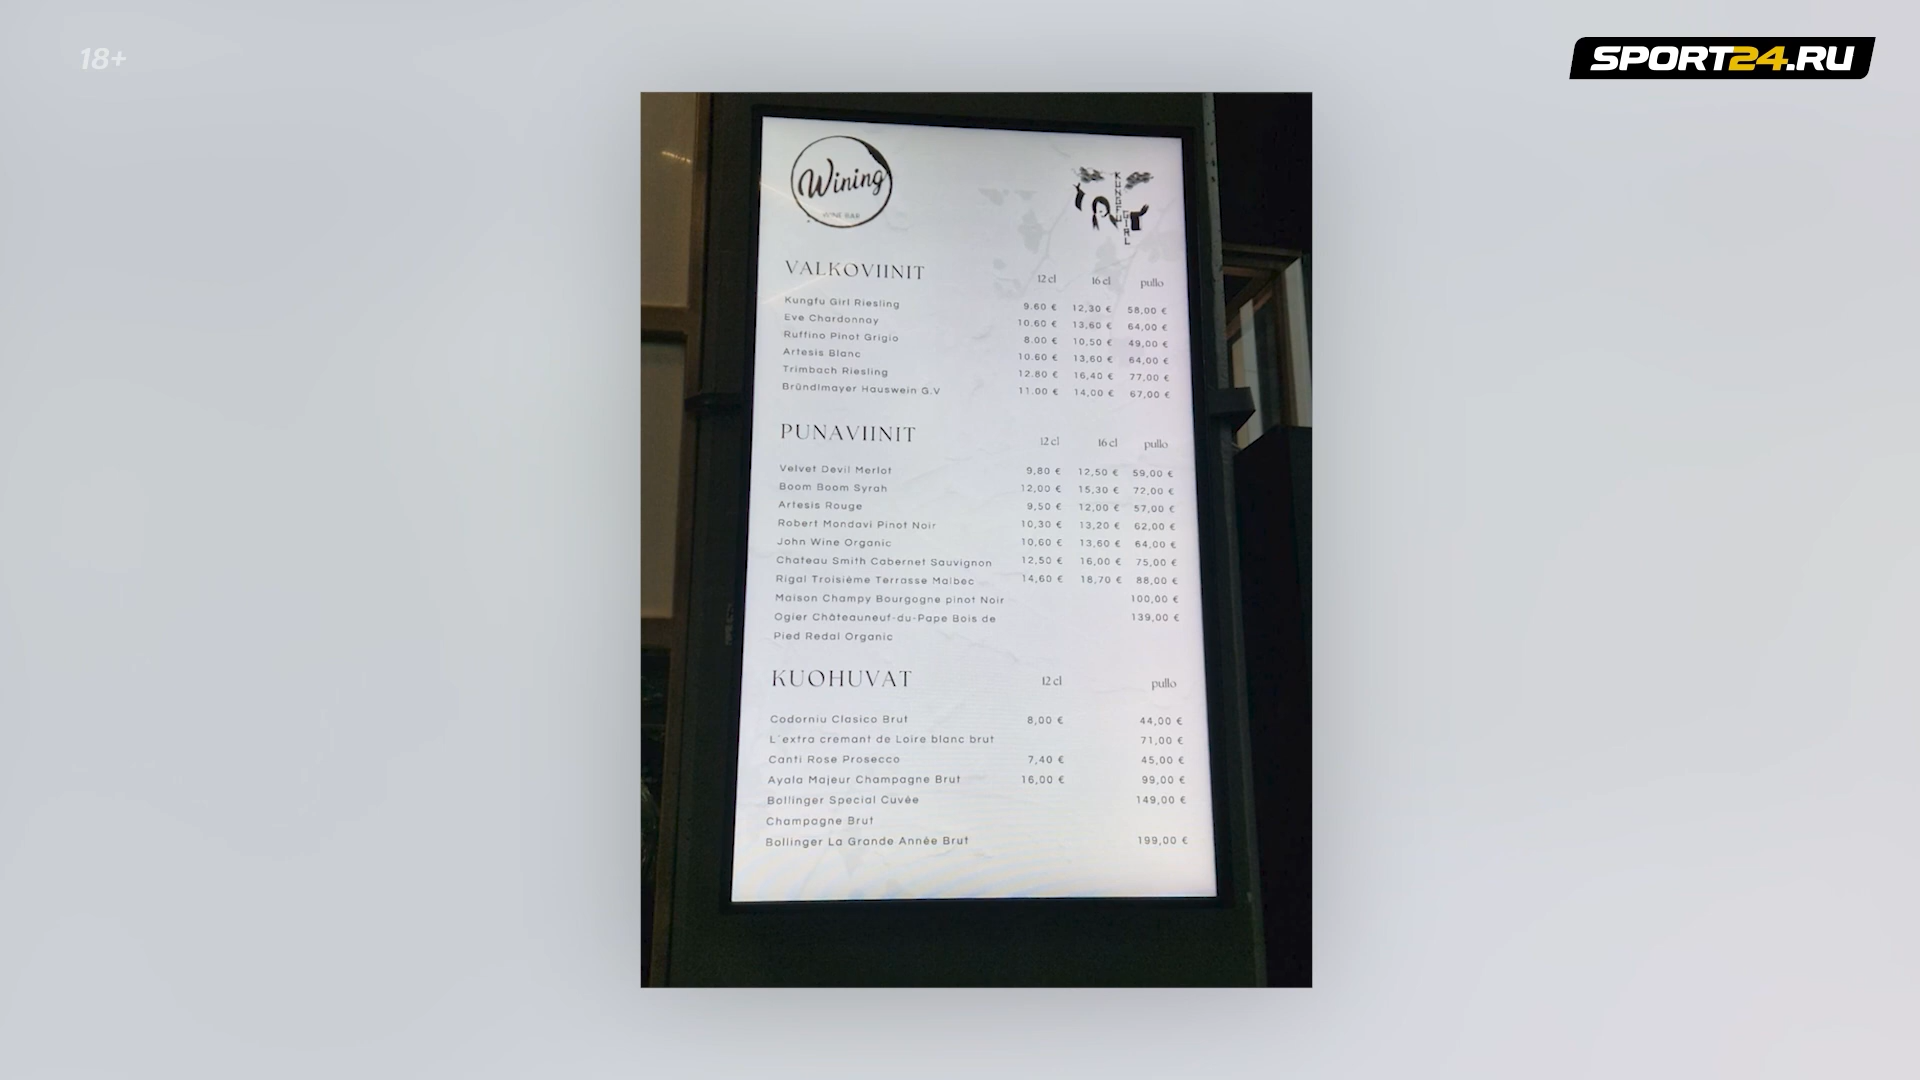 18+
SPORT24.RU
Wining
WINE BAR
KUNGFU GIRL
VALKOVIINIT 12 cl 16 cl pullo
Kungfu Girl Riesling 9.60 € 12,30 € 58,00 €
Eve Chardonnay 10.60 € 13,60 € 64,00 €
Ruffino Pinot Grigio 8.00 € 10,50 € 49,00 €
Artesis Blanc 10.60 € 13,60 € 64,00 €
Trimbach Riesling 12.80 € 16,40 € 77,00 €
Bründlmayer Hauswein G.V 11.00 € 14,00 € 67,00 €
PUNAVIINIT 12 cl 16 cl pullo
Velvet Devil Merlot 9,80 € 12,50 € 59,00 €
Boom Boom Syrah 12,00 € 15,30 € 72,00 €
Artesis Rouge 9,50 € 12,00 € 57,00 €
Robert Mondavi Pinot Noir 10,30 € 13,20 € 62,00 €
John Wine Organic 10,60 € 13,60 € 64,00 €
Chateau Smith Cabernet Sauvignon 12,50 € 16,00 € 75,00 €
Rigal Troisième Terrasse Malbec 14,60 € 18,70 € 88,00 €
Maison Champy Bourgogne pinot Noir 100,00 €
Ogier Châteauneuf-du-Pape Bois de 139,00 €
Pied Redal Organic
KUOHUVAT 12 cl pullo
Codorniu Clasico Brut 8,00 € 44,00 €
L´extra cremant de Loire blanc brut 71,00 €
Canti Rose Prosecco 7,40 € 45,00 €
Ayala Majeur Champagne Brut 16,00 € 99,00 €
Bollinger Special Cuvée 149,00 €
Champagne Brut
Bollinger La Grande Annèe Brut 199,00 €